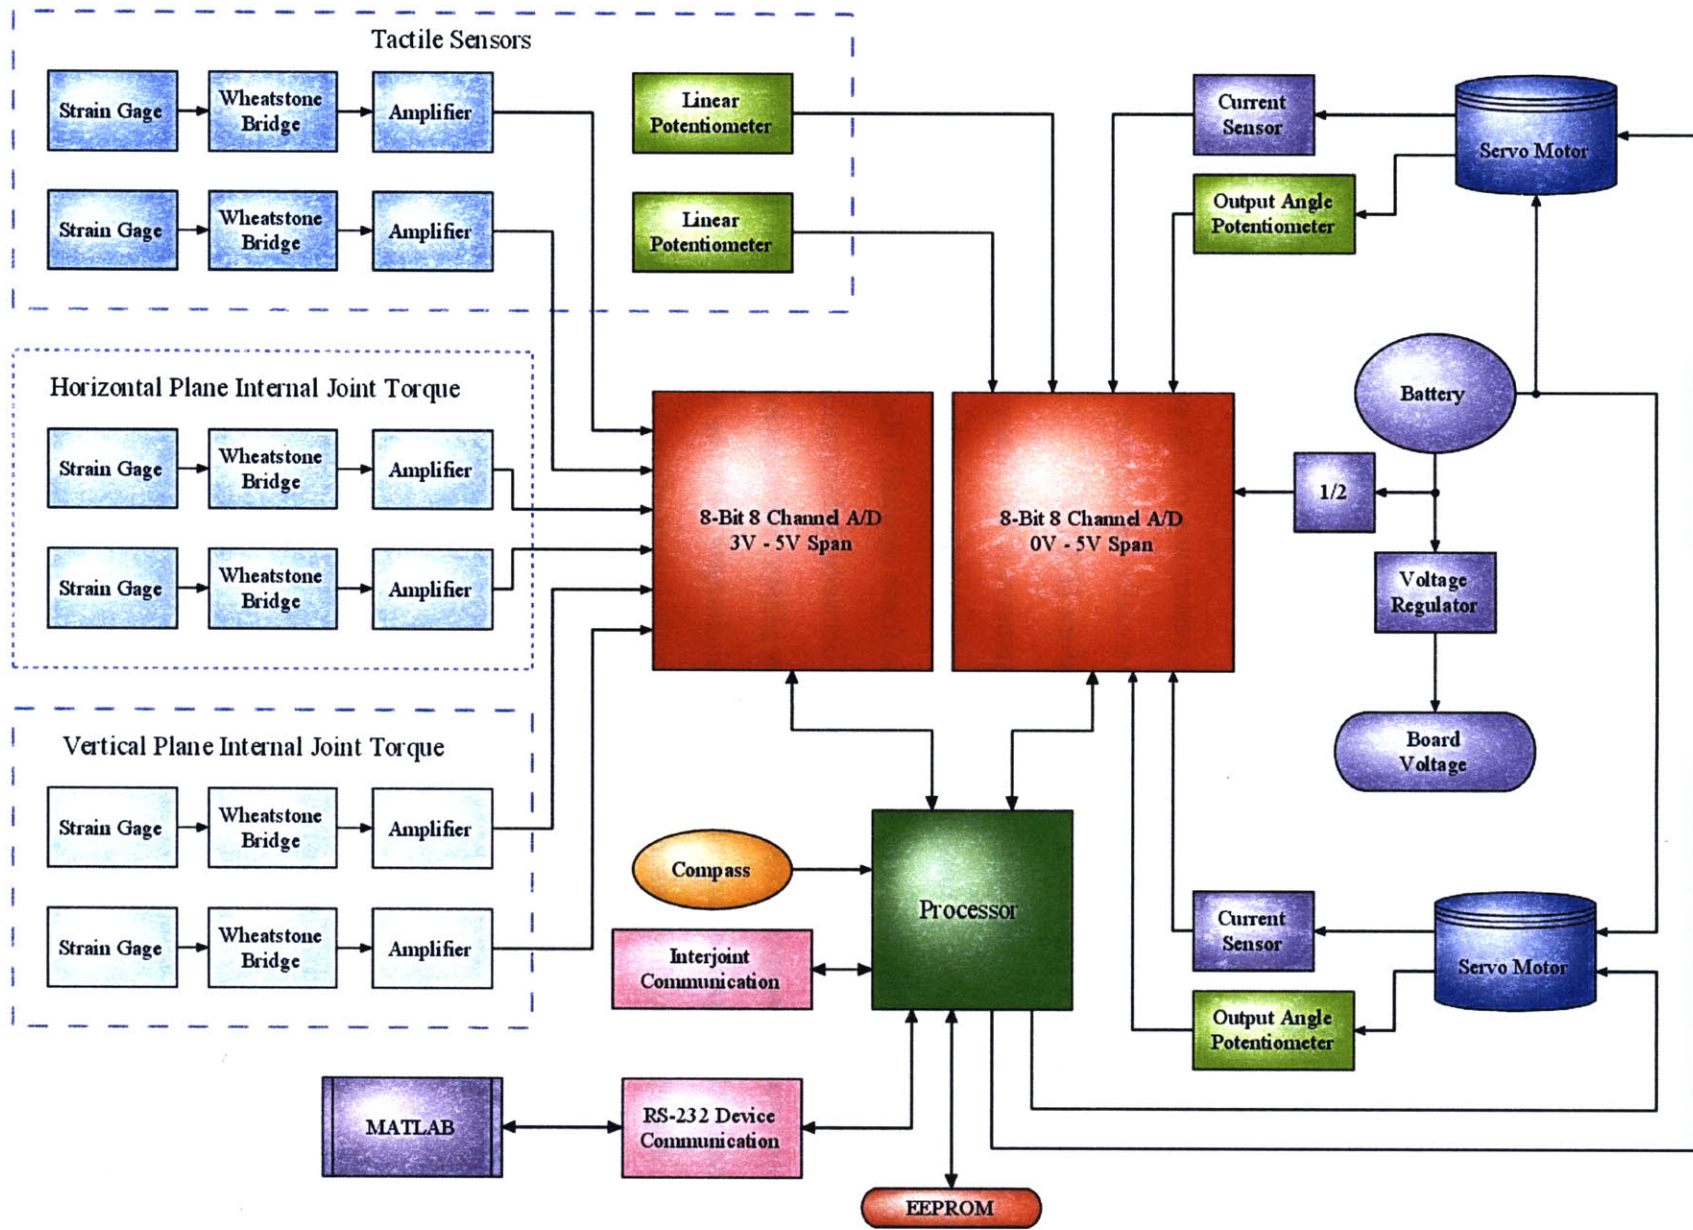 Tactile Sensors
Strain Gage
Wheatstone
Bridge
Amplifier
Linear
Potentiometer
Strain Gage
Wheatstone
Bridge
Amplifier
Linear
Potentiometer
Current
Sensor
Servo Motor
Output Angle
Potentiometer
Horizontal Plane Internal Joint Torque
Strain Gage
Wheatstone
Bridge
Amplifier
Strain Gage
Wheatstone
Bridge
Amplifier
8-Bit 8 Channel A/D
3V - 5V Span
8-Bit 8 Channel A/D
0V - 5V Span
Battery
1/2
Voltage
Regulator
Board
Voltage
Vertical Plane Internal Joint Torque
Strain Gage
Wheatstone
Bridge
Amplifier
Strain Gage
Wheatstone
Bridge
Amplifier
Compass
Processor
Interjoint
Communication
Current
Sensor
Servo Motor
Output Angle
Potentiometer
MATLAB
RS-232 Device
Communication
EEPROM